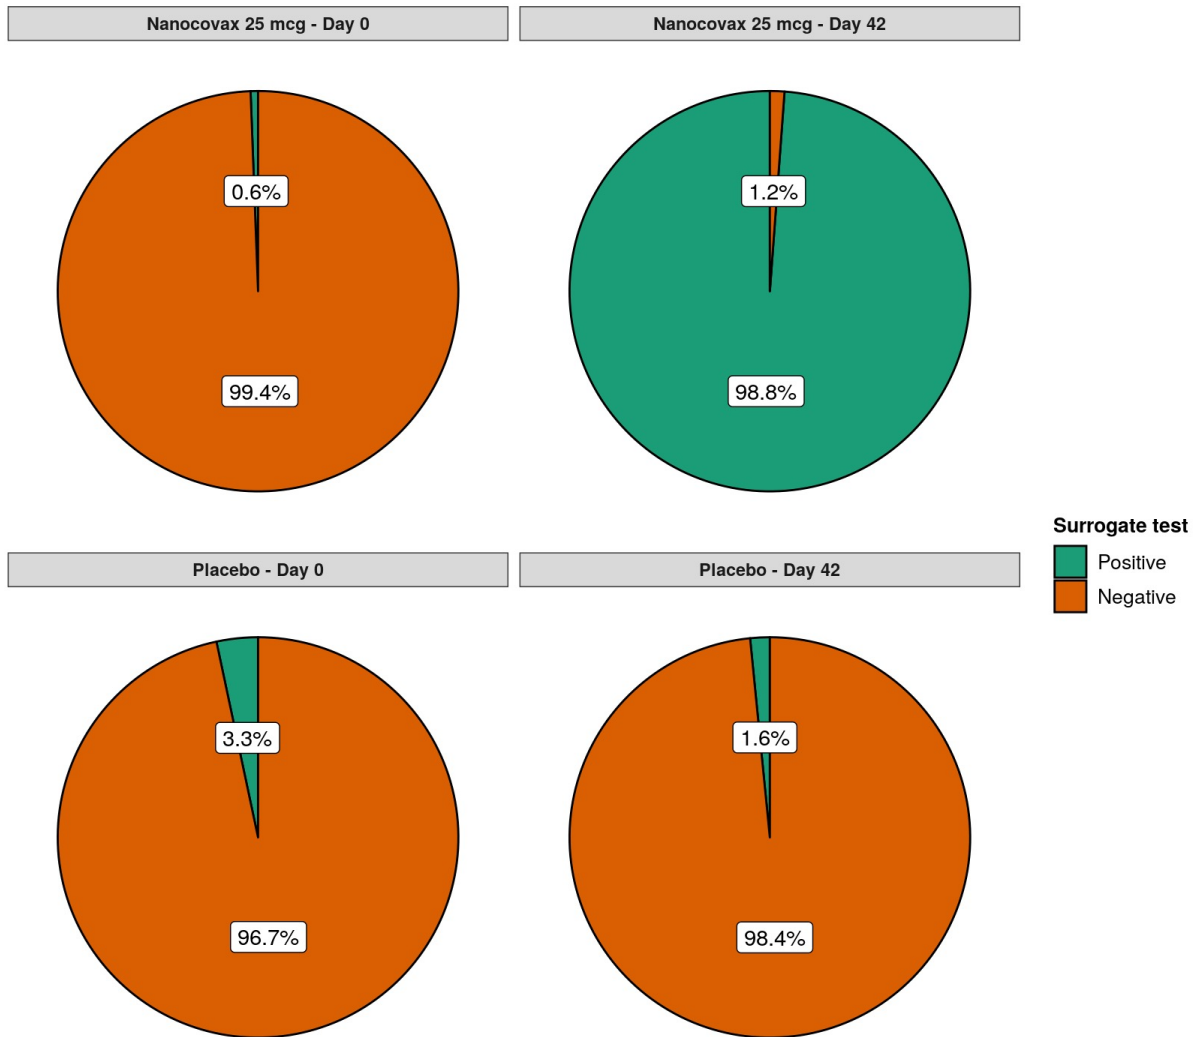 Nanocovax 25 mcg - Day 0
Nanocovax 25 mcg - Day 42
0.6%
99.4%
1.2%
98.8%
Surrogate test
Positive
Negative
Placebo - Day 0
Placebo - Day 42
3.3%
96.7%
1.6%
98.4%